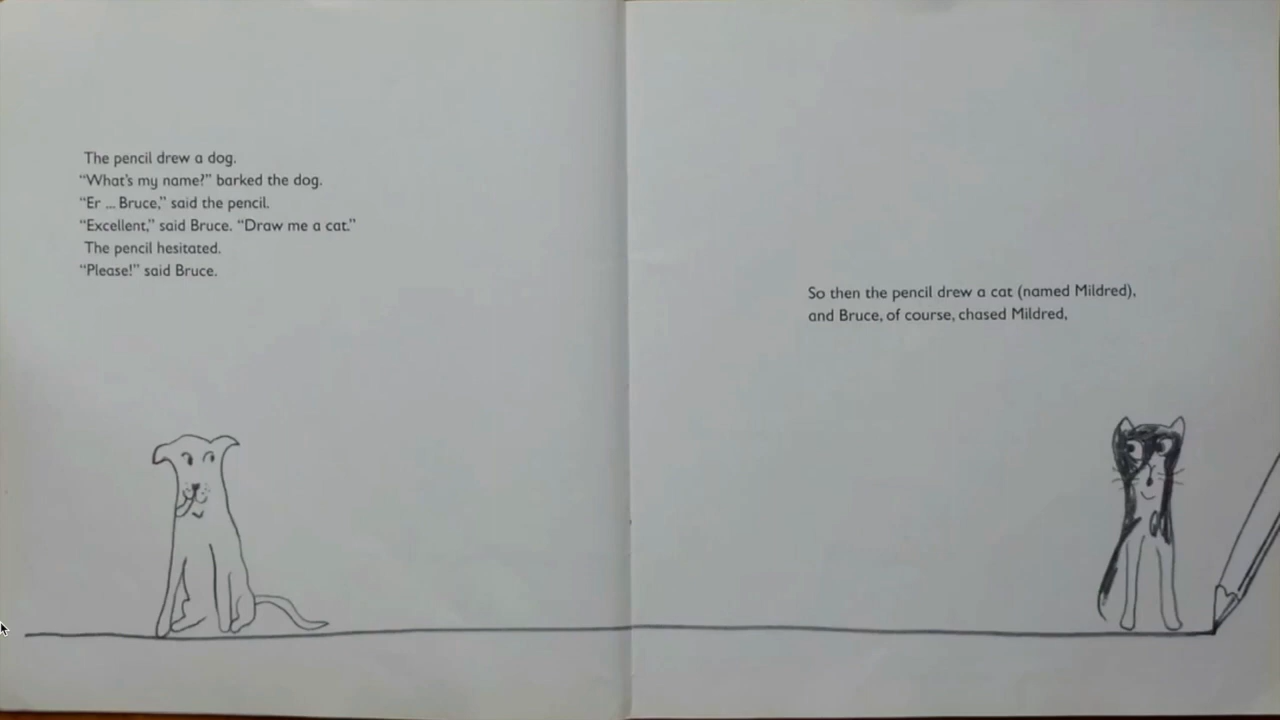 The pencil drew a dog.
“What’s my name?” barked the dog.
“Er ... Bruce,” said the pencil.
“Excellent,” said Bruce. “Draw me a cat.”
The pencil hesitated.
“Please!” said Bruce.
So then the pencil drew a cat (named Mildred),
and Bruce, of course, chased Mildred,